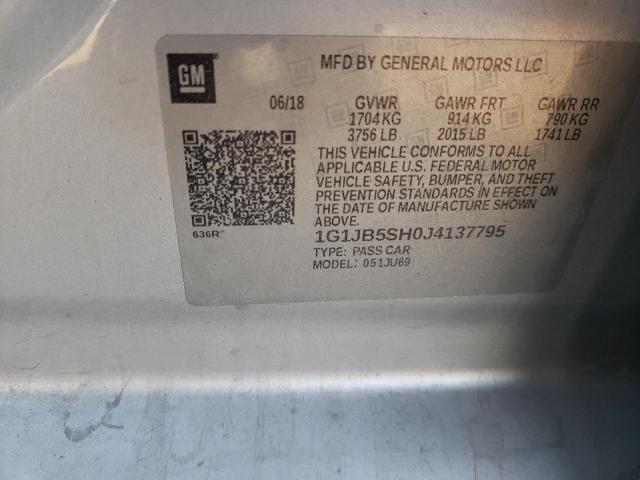 GM
MFD BY GENERAL MOTORS LLC
06/18 GVWR GAWR FRT GAWR RR
1704 KG 914 KG 790 KG
3756 LB 2015 LB 1741 LB
THIS VEHICLE CONFORMS TO ALL
APPLICABLE U.S. FEDERAL MOTOR
VEHICLE SAFETY, BUMPER, AND THEFT
PREVENTION STANDARDS IN EFFECT ON
THE DATE OF MANUFACTURE SHOWN
ABOVE.
636R
1G1JB5SH0J4137795
TYPE: PASS CAR
MODEL: 051JU69